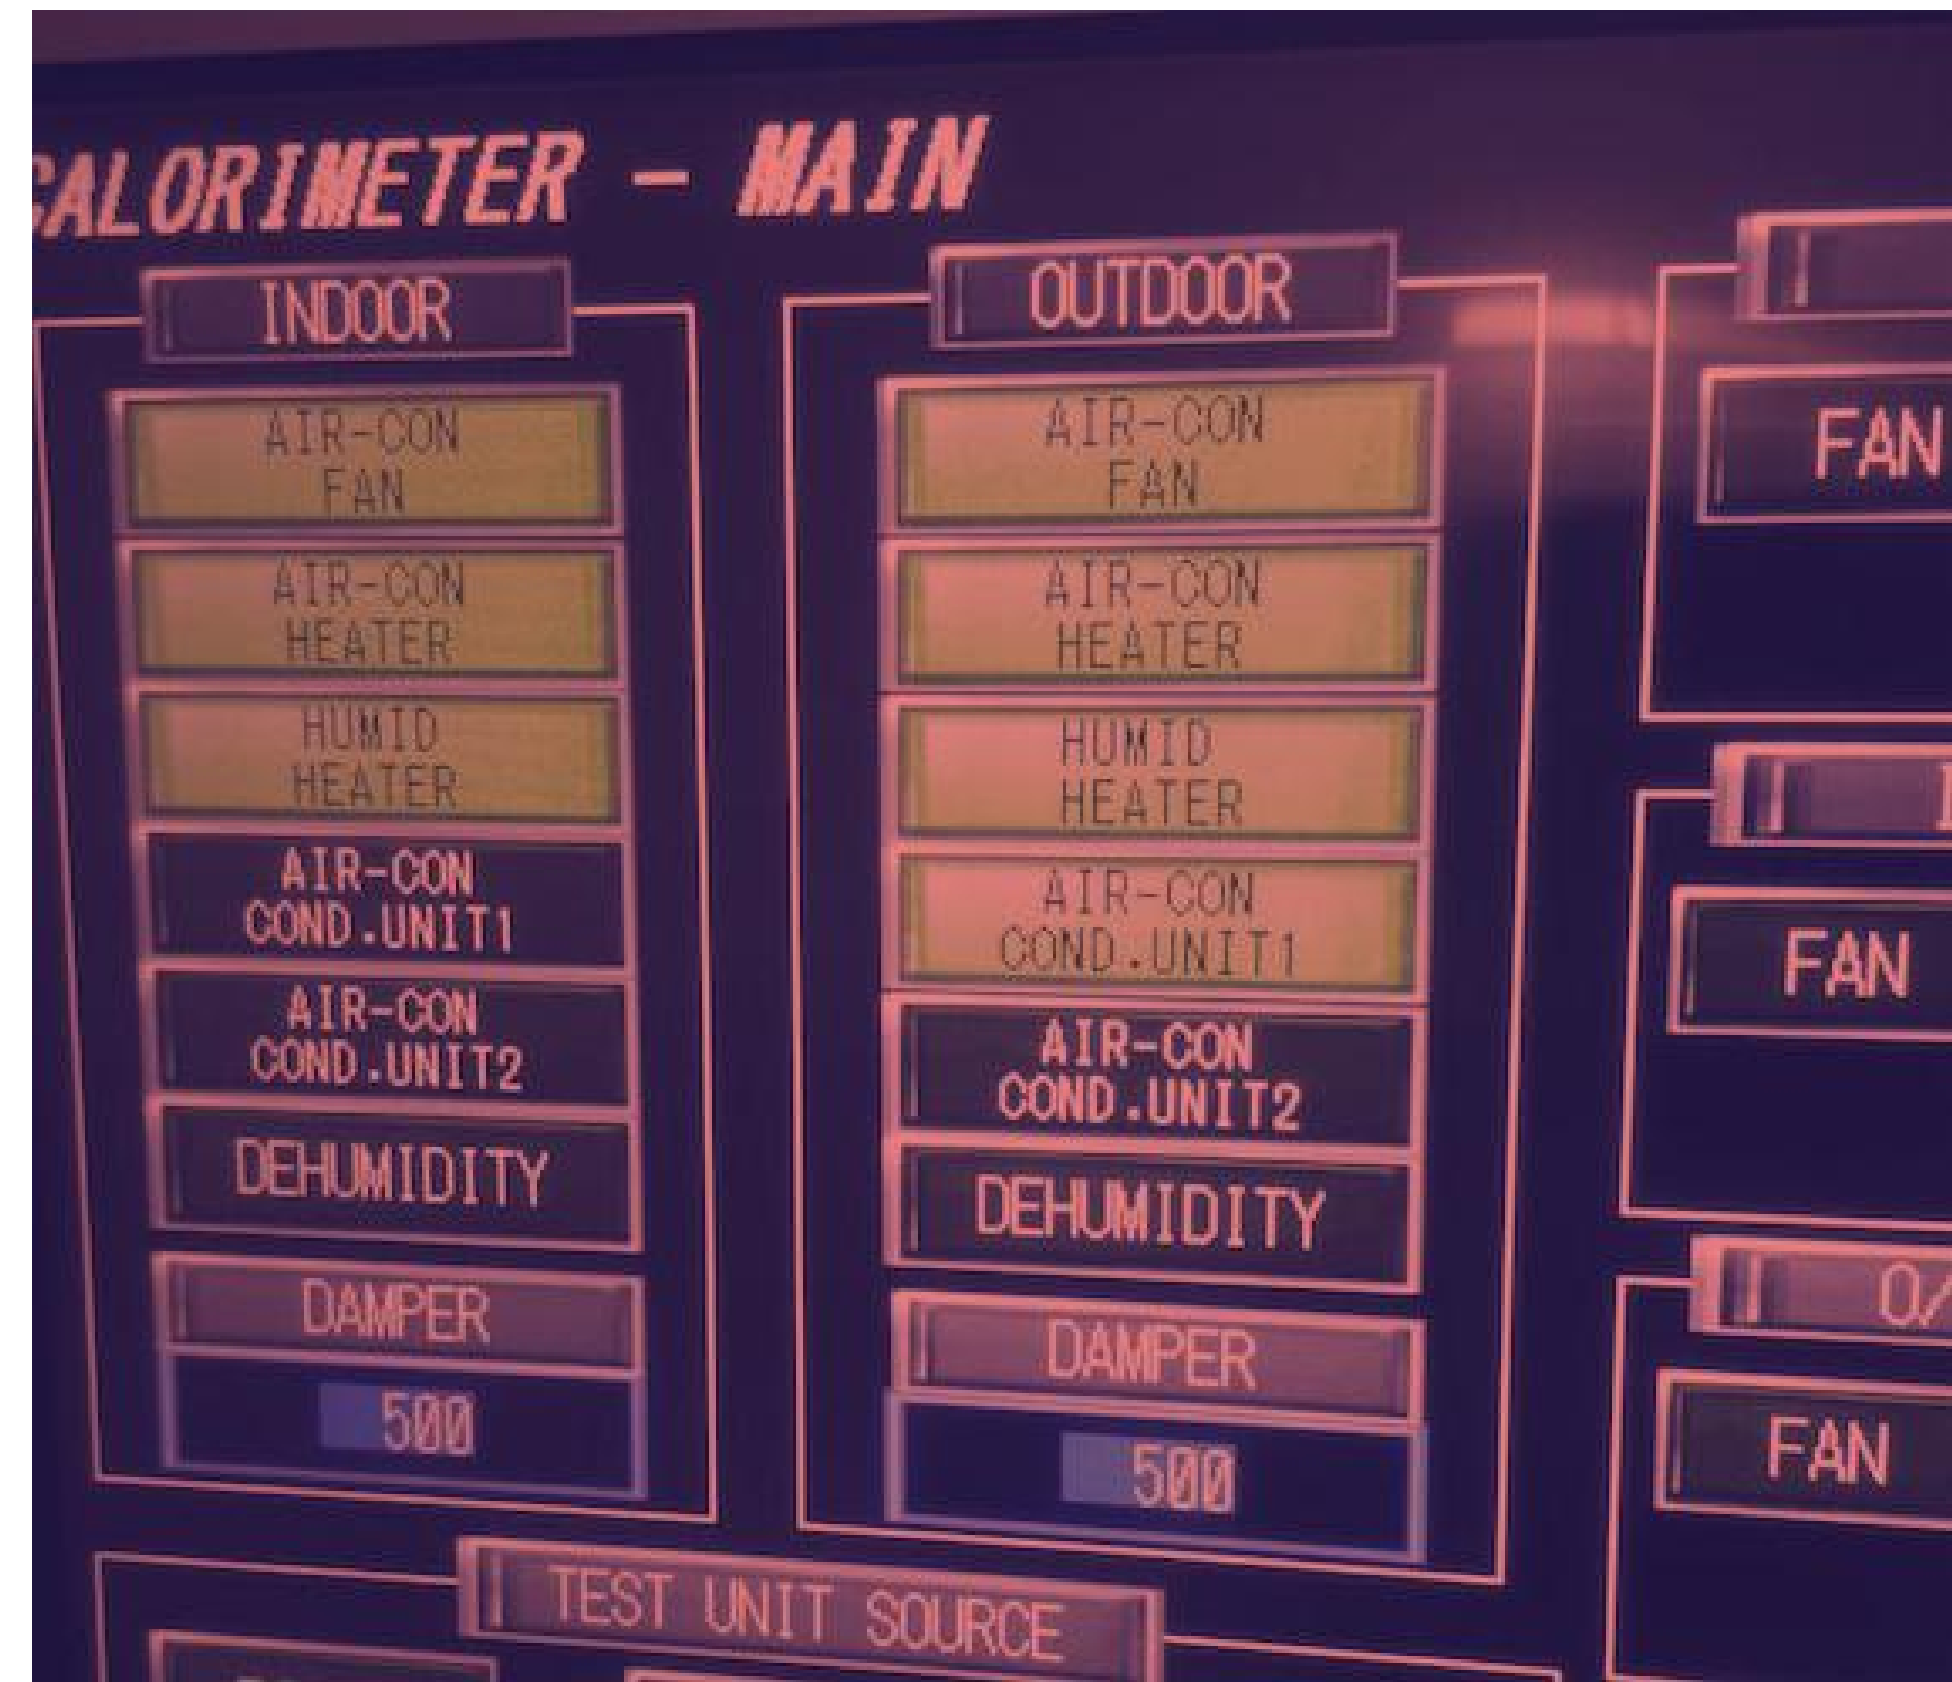 CALORIMETER - MAIN
INDOOR
AIR-CON
FAN
AIR-CON
HEATER
HUMID
HEATER
AIR-CON
COND.UNIT1
AIR-CON
COND.UNIT2
DEHUMIDITY
DAMPER
500
OUTDOOR
AIR-CON
FAN
AIR-CON
HEATER
HUMID
HEATER
AIR-CON
COND.UNIT1
AIR-CON
COND.UNIT2
DEHUMIDITY
DAMPER
500
FAN
FAN
O/
FAN
TEST UNIT SOURCE